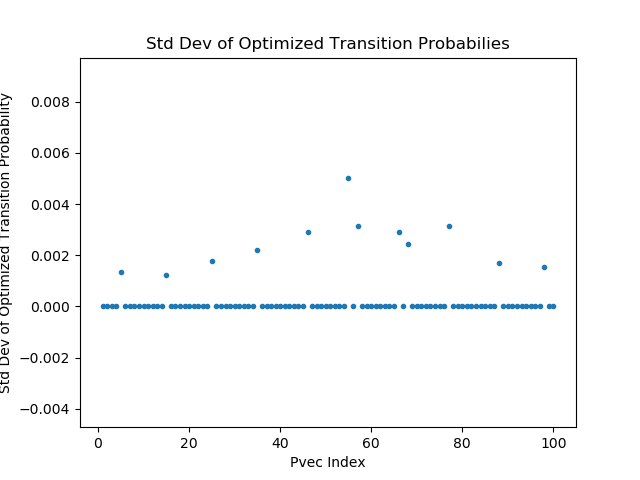 Std Dev of Optimized Transition Probabilies
Std Dev of Optimized Transition Probability
0.008
0.006
0.004
0.002
0.000
−0.002
−0.004
0 20 40 60 80 100
Pvec Index